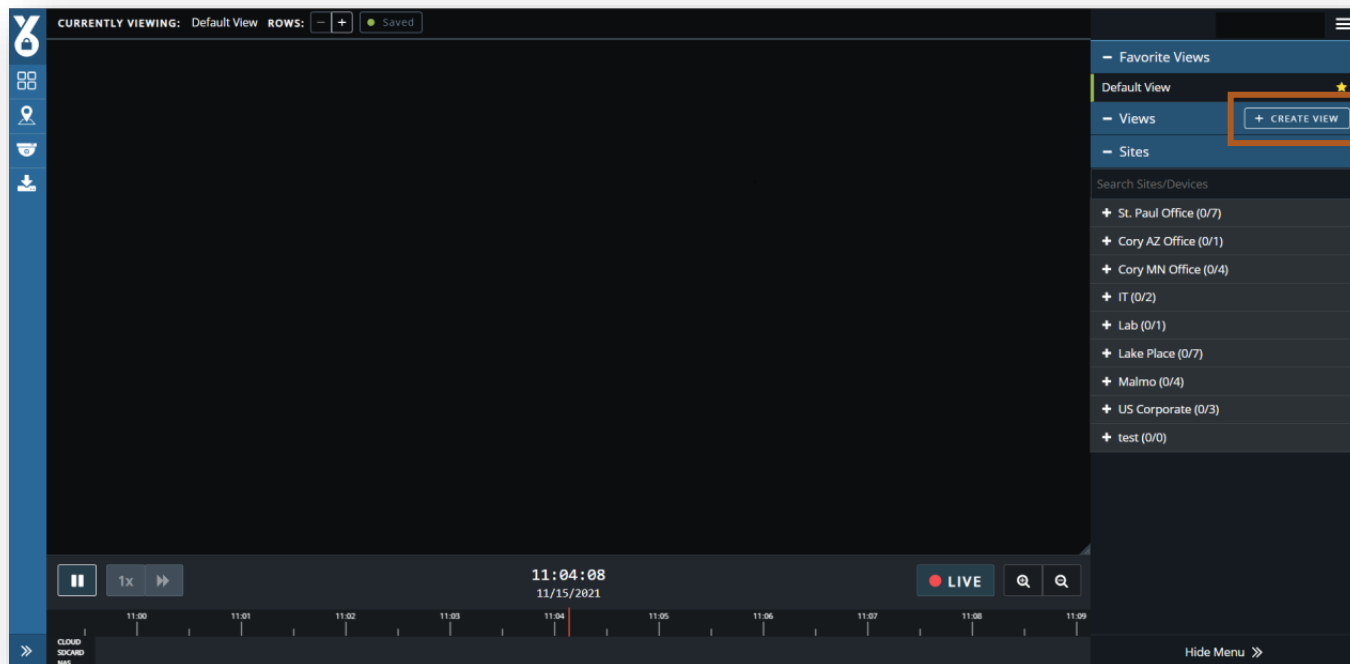 CURRENTLY VIEWING: Default View ROWS: − + Saved
− Favorite Views
Default View
− Views
+ CREATE VIEW
− Sites
Search Sites/Devices
+ St. Paul Office (0/7)
+ Cory AZ Office (0/1)
+ Cory MN Office (0/4)
+ IT (0/2)
+ Lab (0/1)
+ Lake Place (0/7)
+ Malmo (0/4)
+ US Corporate (0/3)
+ test (0/0)
1x
11:04:08
11/15/2021
LIVE
11:00 11:01 11:02 11:03 11:04 11:05 11:06 11:07 11:08 11:09
CLOUD
SDCARD
NAS
Hide Menu